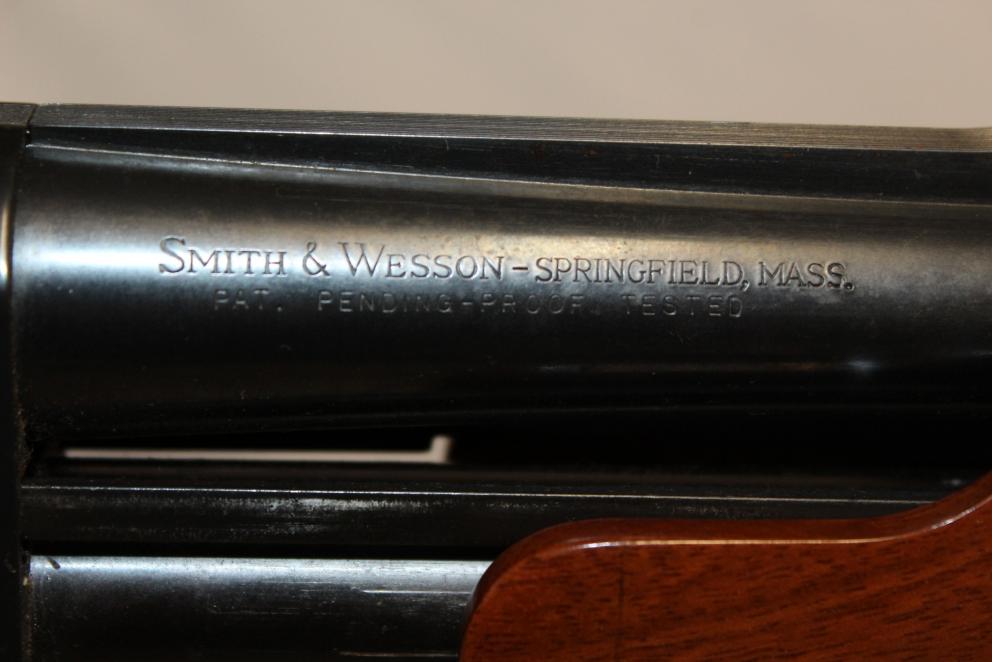 SMITH & WESSON - SPRINGFIELD, MASS.
PAT. PENDING-PROOF TESTED